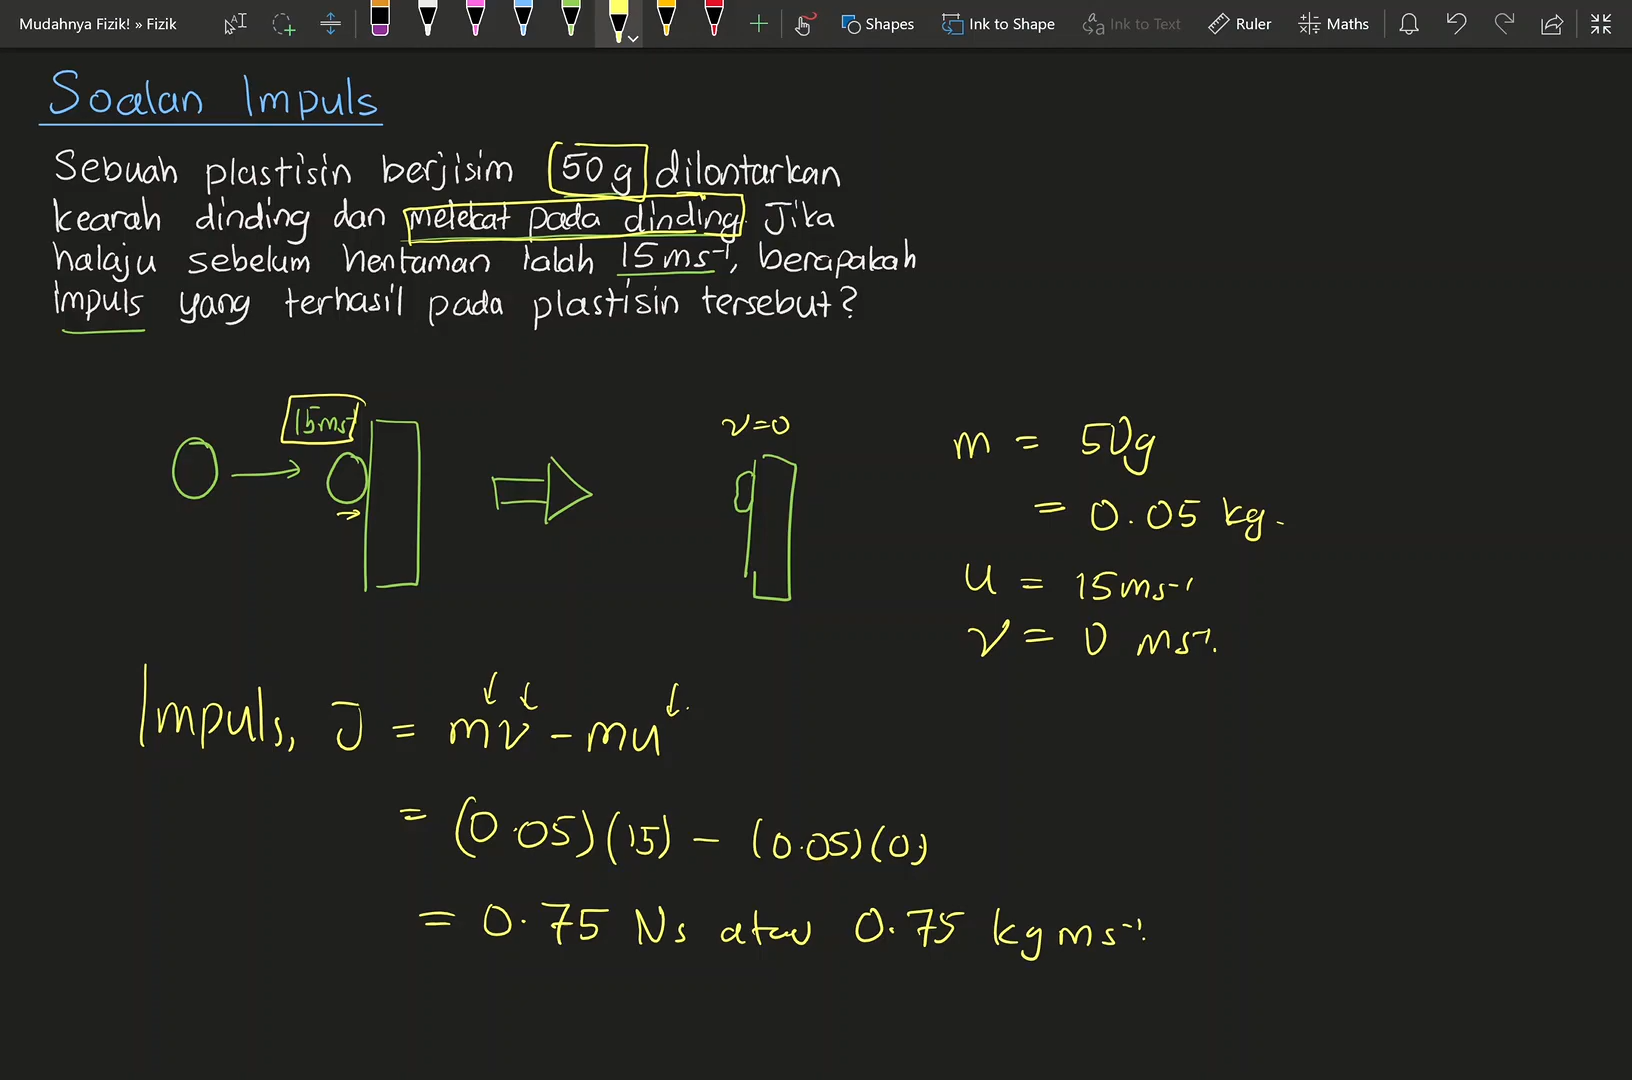 Mudahnya Fizik! » Fizik
Shapes
Ink to Shape
Ink to Text
Ruler
Maths
Soalan Impuls
Sebuah plastisin berjisim 50g dilontarkan
kearah dinding dan melekat pada dinding. Jika
halaju sebelum hentaman ialah 15ms⁻¹, berapakah
impuls yang terhasil pada plastisin tersebut?
15ms⁻¹
v=0
m = 50g
= 0.05 kg.
u = 15ms⁻¹
v = 0 ms⁻¹.
Impuls, J = mv - mu
= (0.05)(15) - (0.05)(0)
= 0.75 Ns atau 0.75 kgms⁻¹.